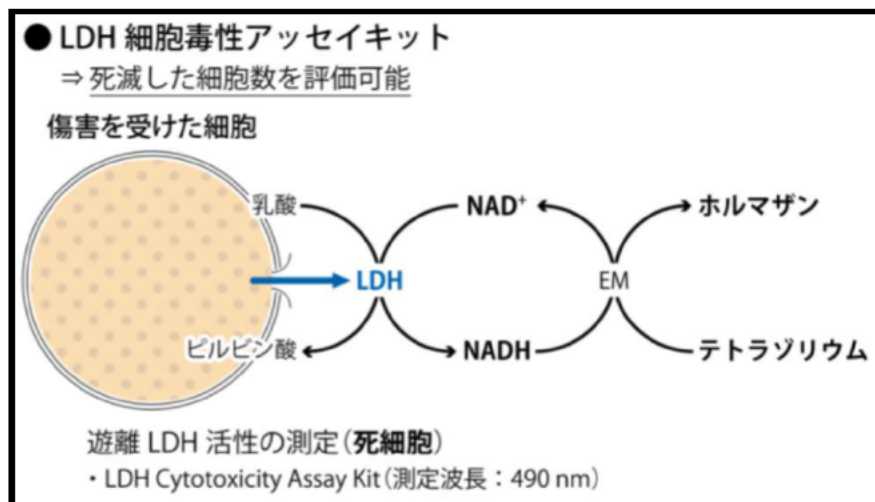 ● LDH 細胞毒性アッセイキット
⇒ 死滅した細胞数を評価可能
傷害を受けた細胞
乳酸
NAD⁺
ホルマザン
LDH
EM
ピルビン酸
NADH
テトラゾリウム
遊離 LDH 活性の測定（死細胞）
・LDH Cytotoxicity Assay Kit（測定波長：490 nm）